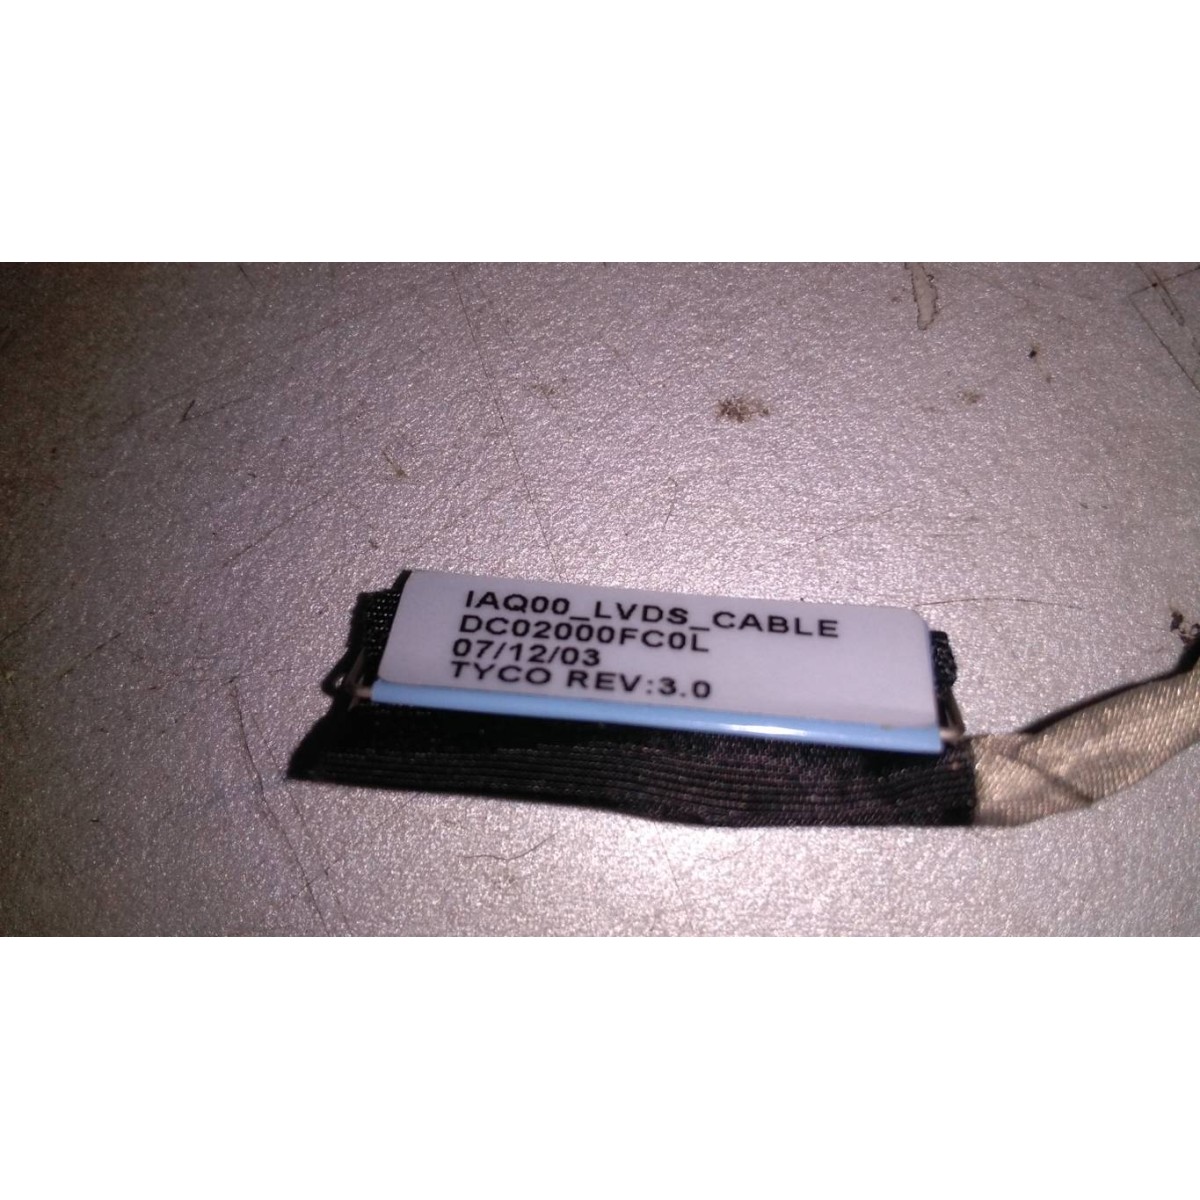 IAQ00_LVDS_CABLE
DC02000FC0L
07/12/03
TYCO REV:3.0